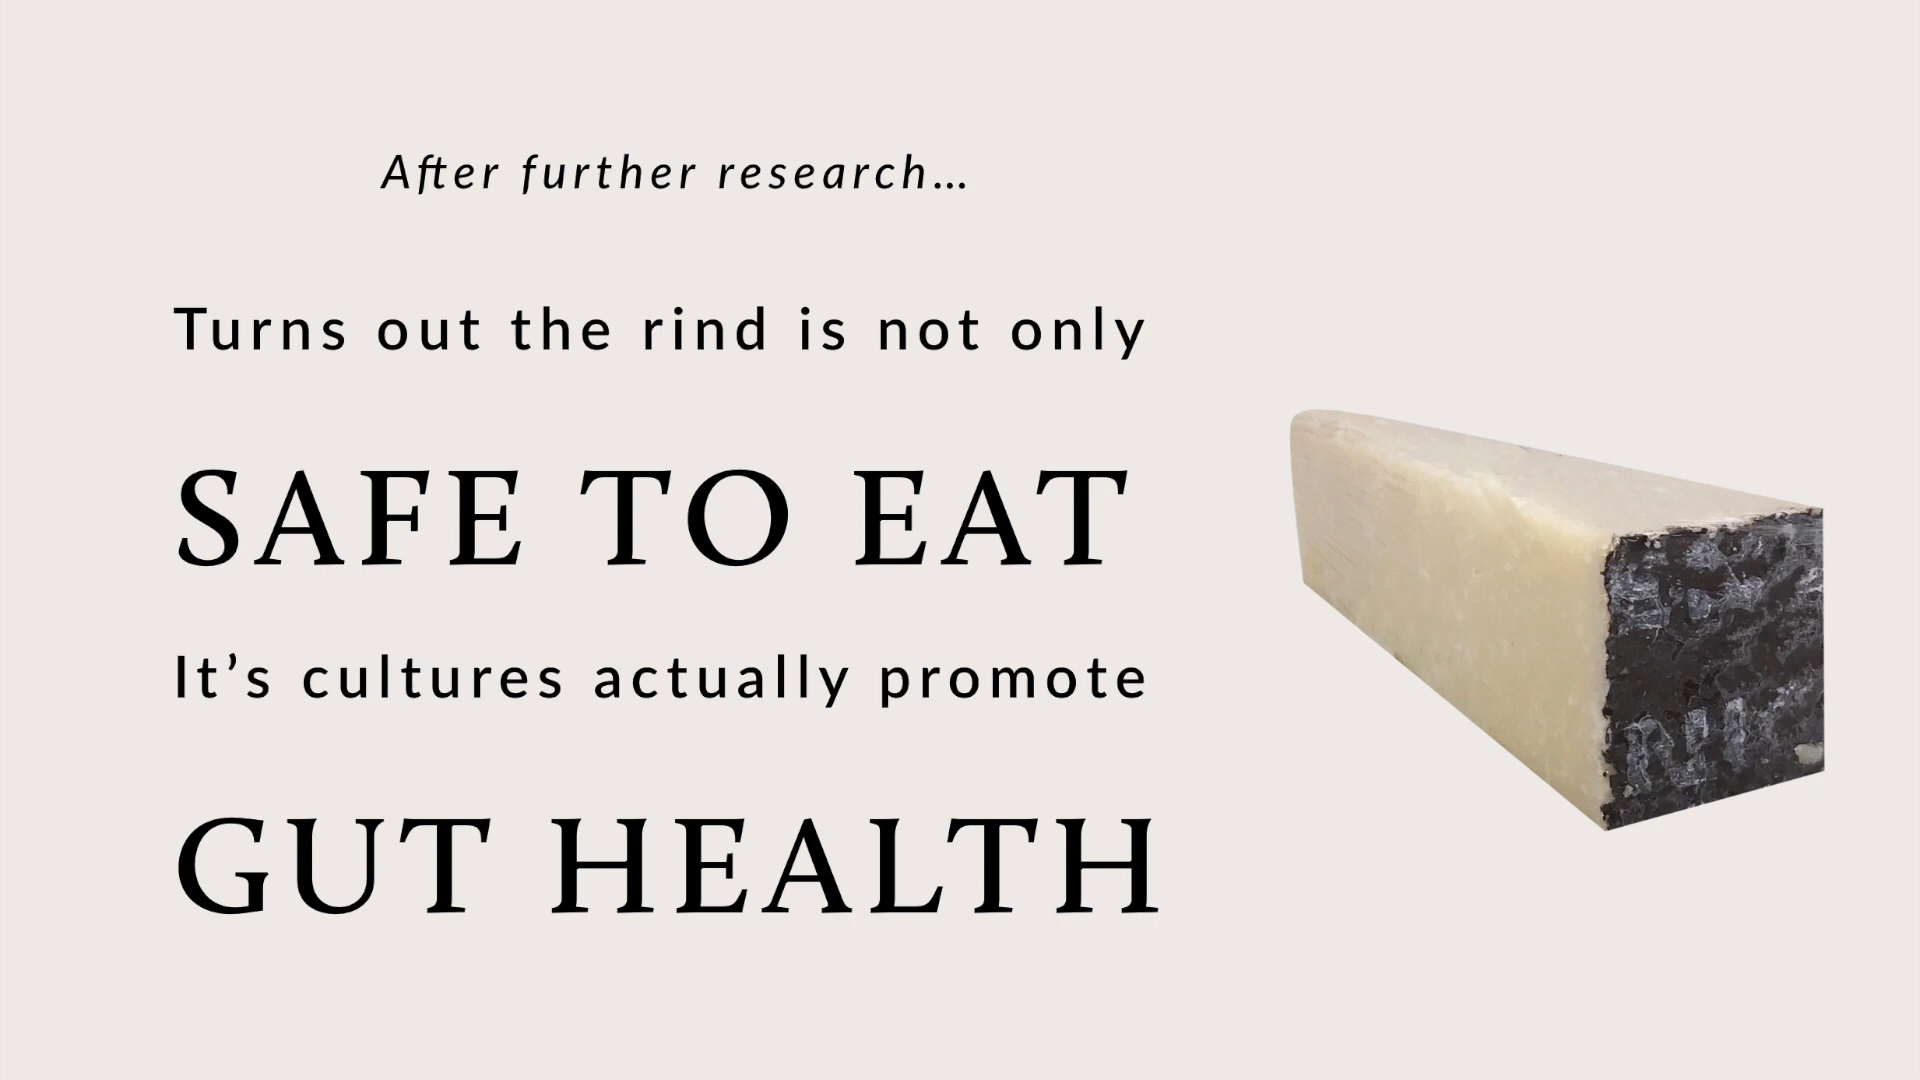 After further research...
Turns out the rind is not only
SAFE TO EAT
It’s cultures actually promote
GUT HEALTH